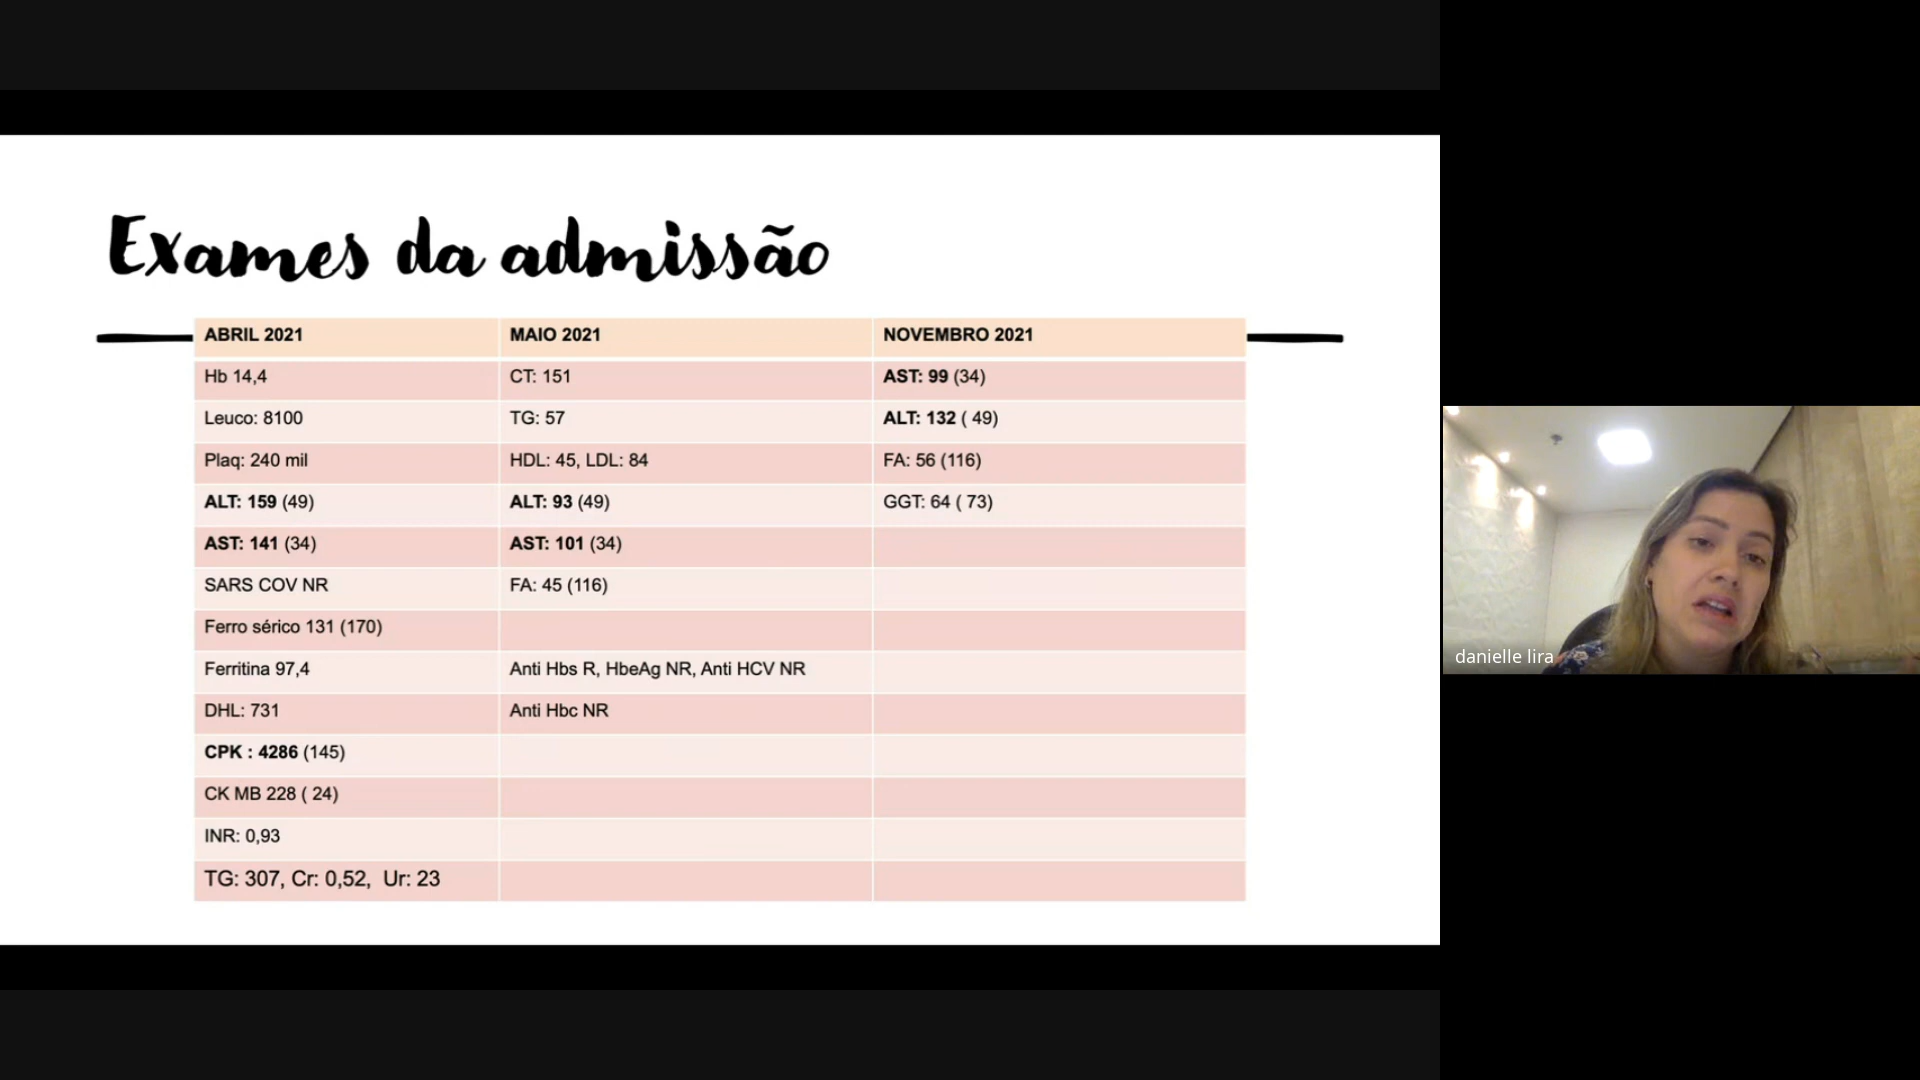 Exames da admissão
ABRIL 2021 MAIO 2021 NOVEMBRO 2021
Hb 14,4 CT: 151 AST: 99 (34)
Leuco: 8100 TG: 57 ALT: 132 ( 49)
Plaq: 240 mil HDL: 45, LDL: 84 FA: 56 (116)
ALT: 159 (49) ALT: 93 (49) GGT: 64 ( 73)
AST: 141 (34) AST: 101 (34)
SARS COV NR FA: 45 (116)
Ferro sérico 131 (170)
Ferritina 97,4 Anti Hbs R, HbeAg NR, Anti HCV NR
DHL: 731 Anti Hbc NR
CPK : 4286 (145)
CK MB 228 ( 24)
INR: 0,93
TG: 307, Cr: 0,52, Ur: 23
danielle lira